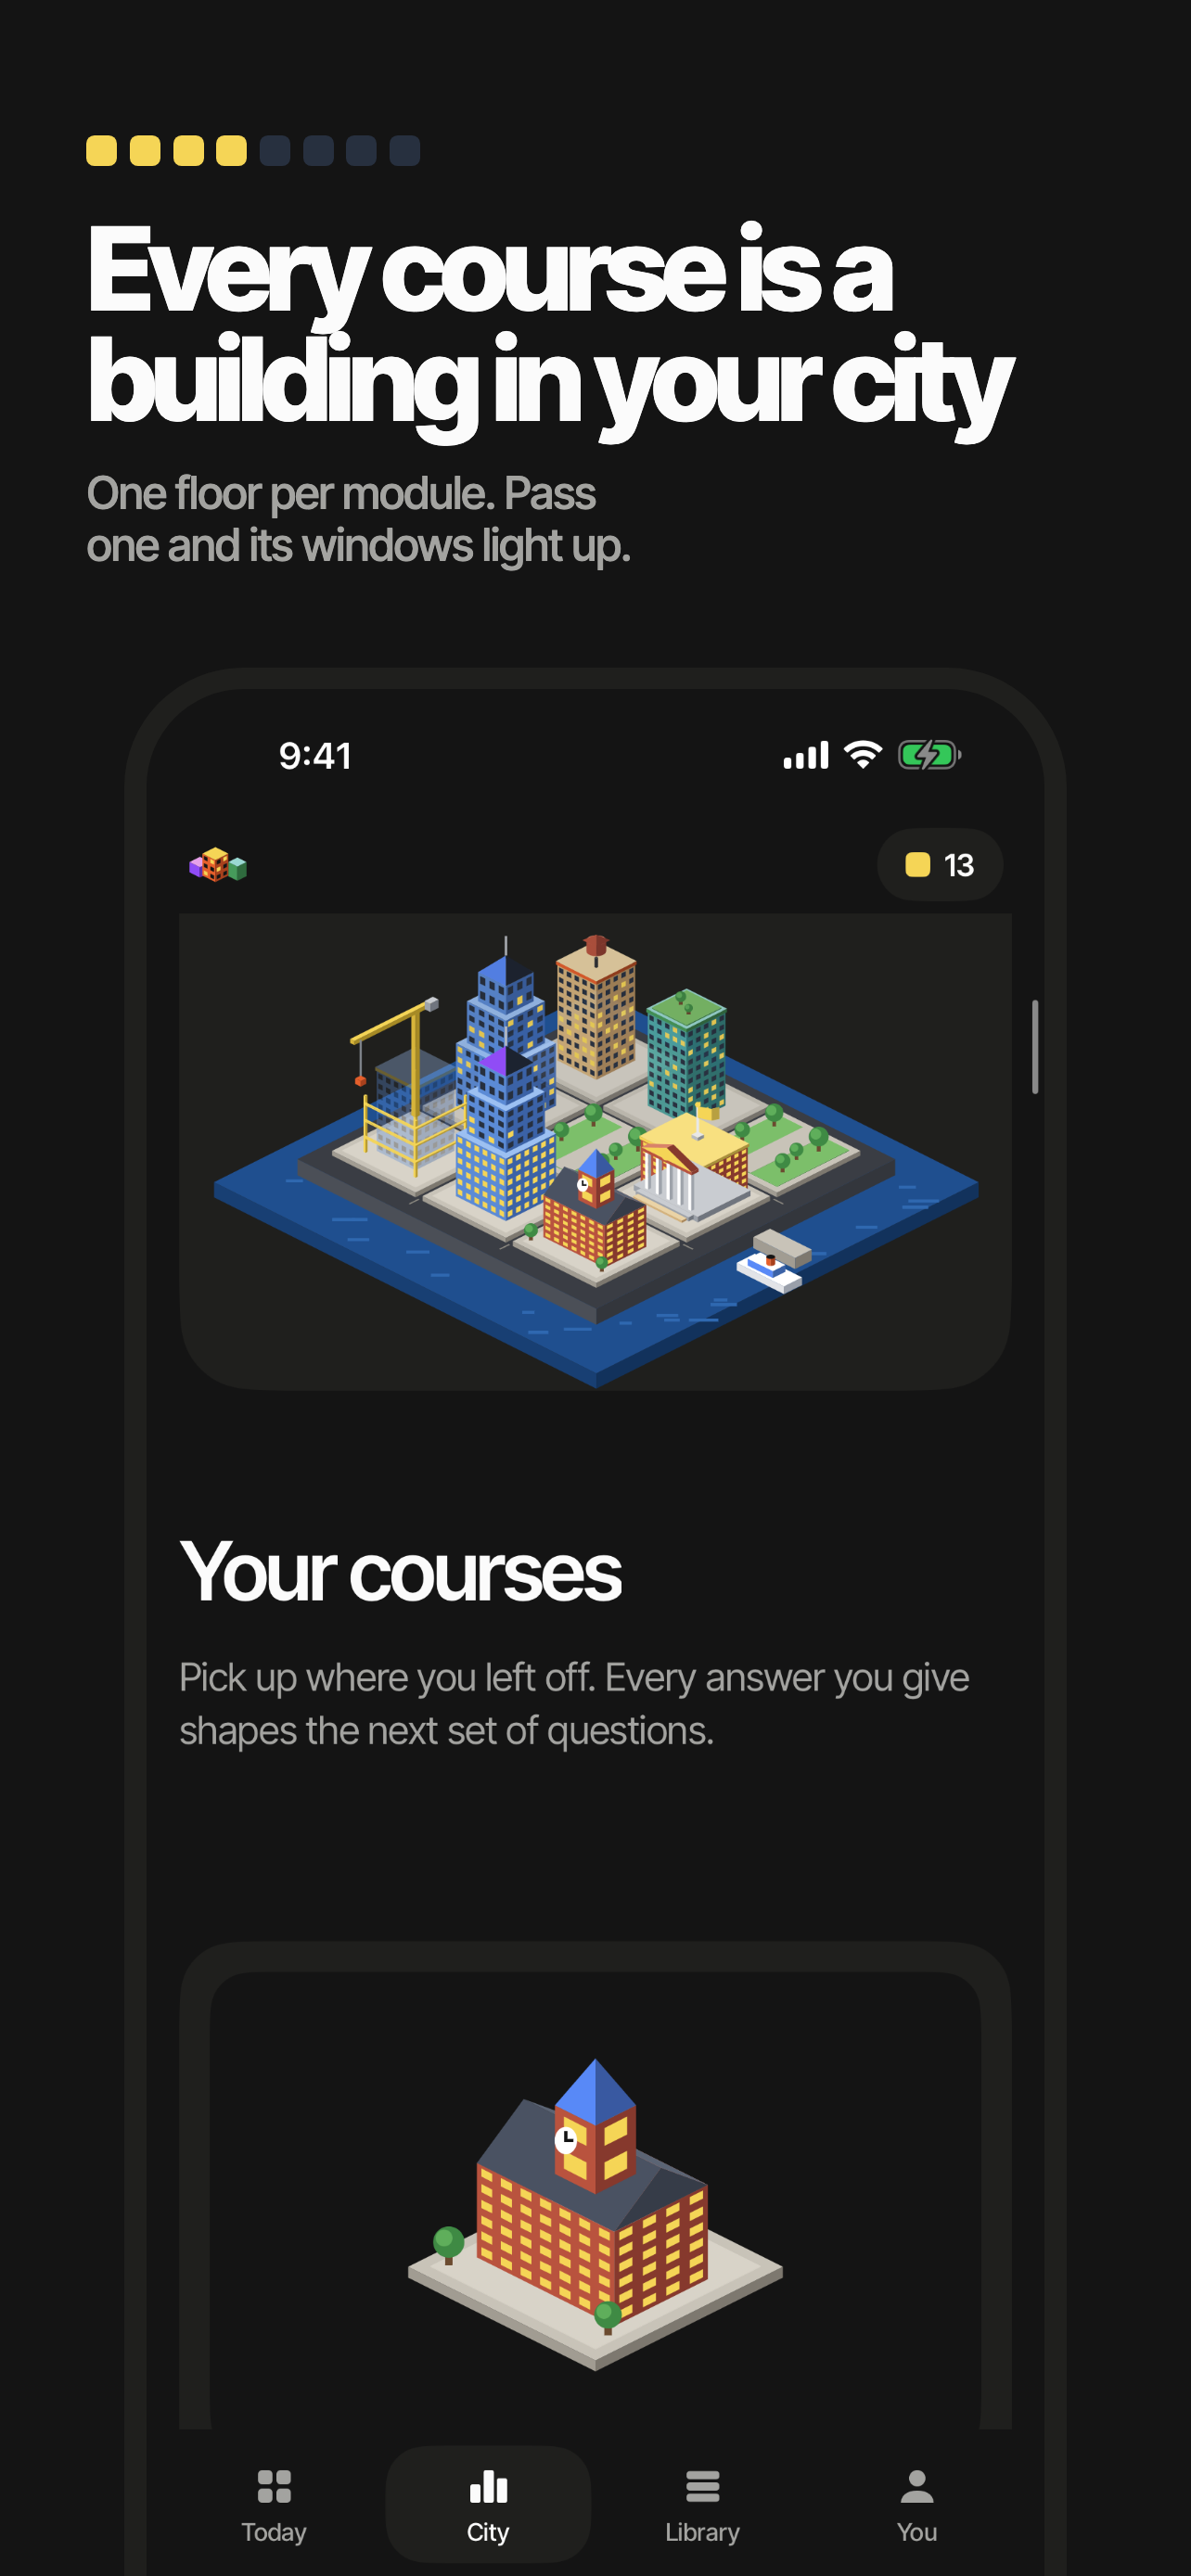 Every course is a
building in your city
One floor per module. Pass
one and its windows light up.
9:41
13
Your courses
Pick up where you left off. Every answer you give
shapes the next set of questions.
Today
City
Library
You